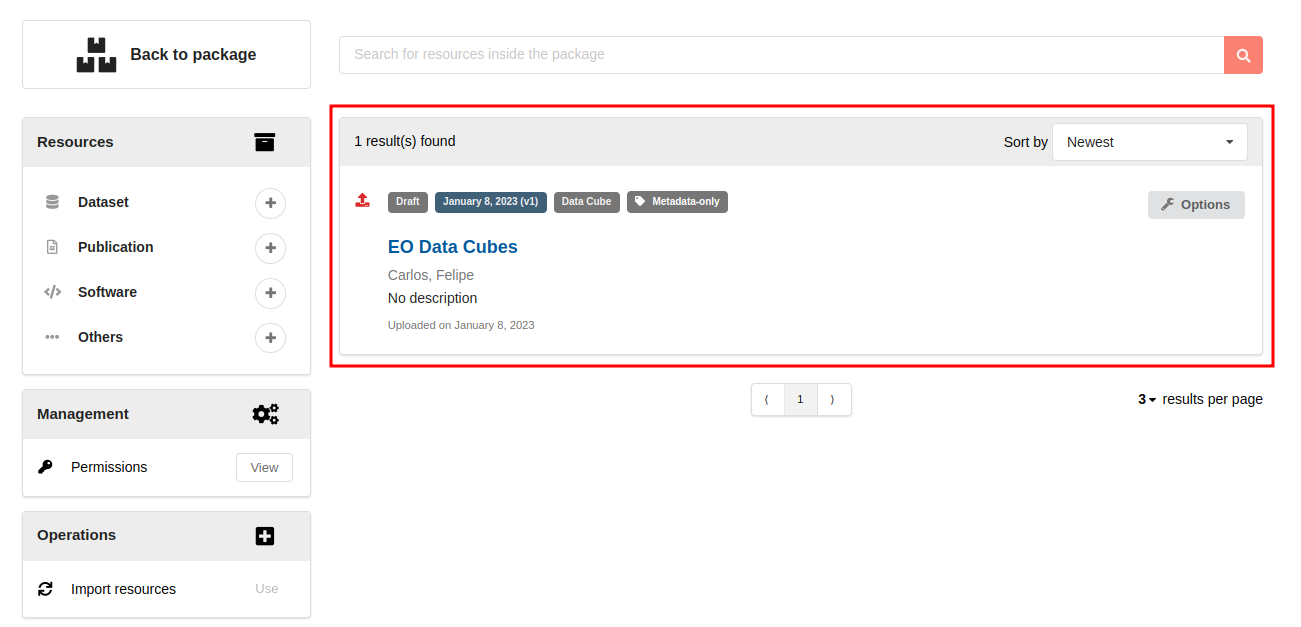 Back to package
Search for resources inside the package
Resources
Dataset
Publication
Software
Others
Management
Permissions View
Operations
Import resources Use
1 result(s) found Sort by Newest
Draft January 8, 2023 (v1) Data Cube Metadata-only Options
EO Data Cubes
Carlos, Felipe
No description
Uploaded on January 8, 2023
⟨ 1 ⟩ 3 results per page